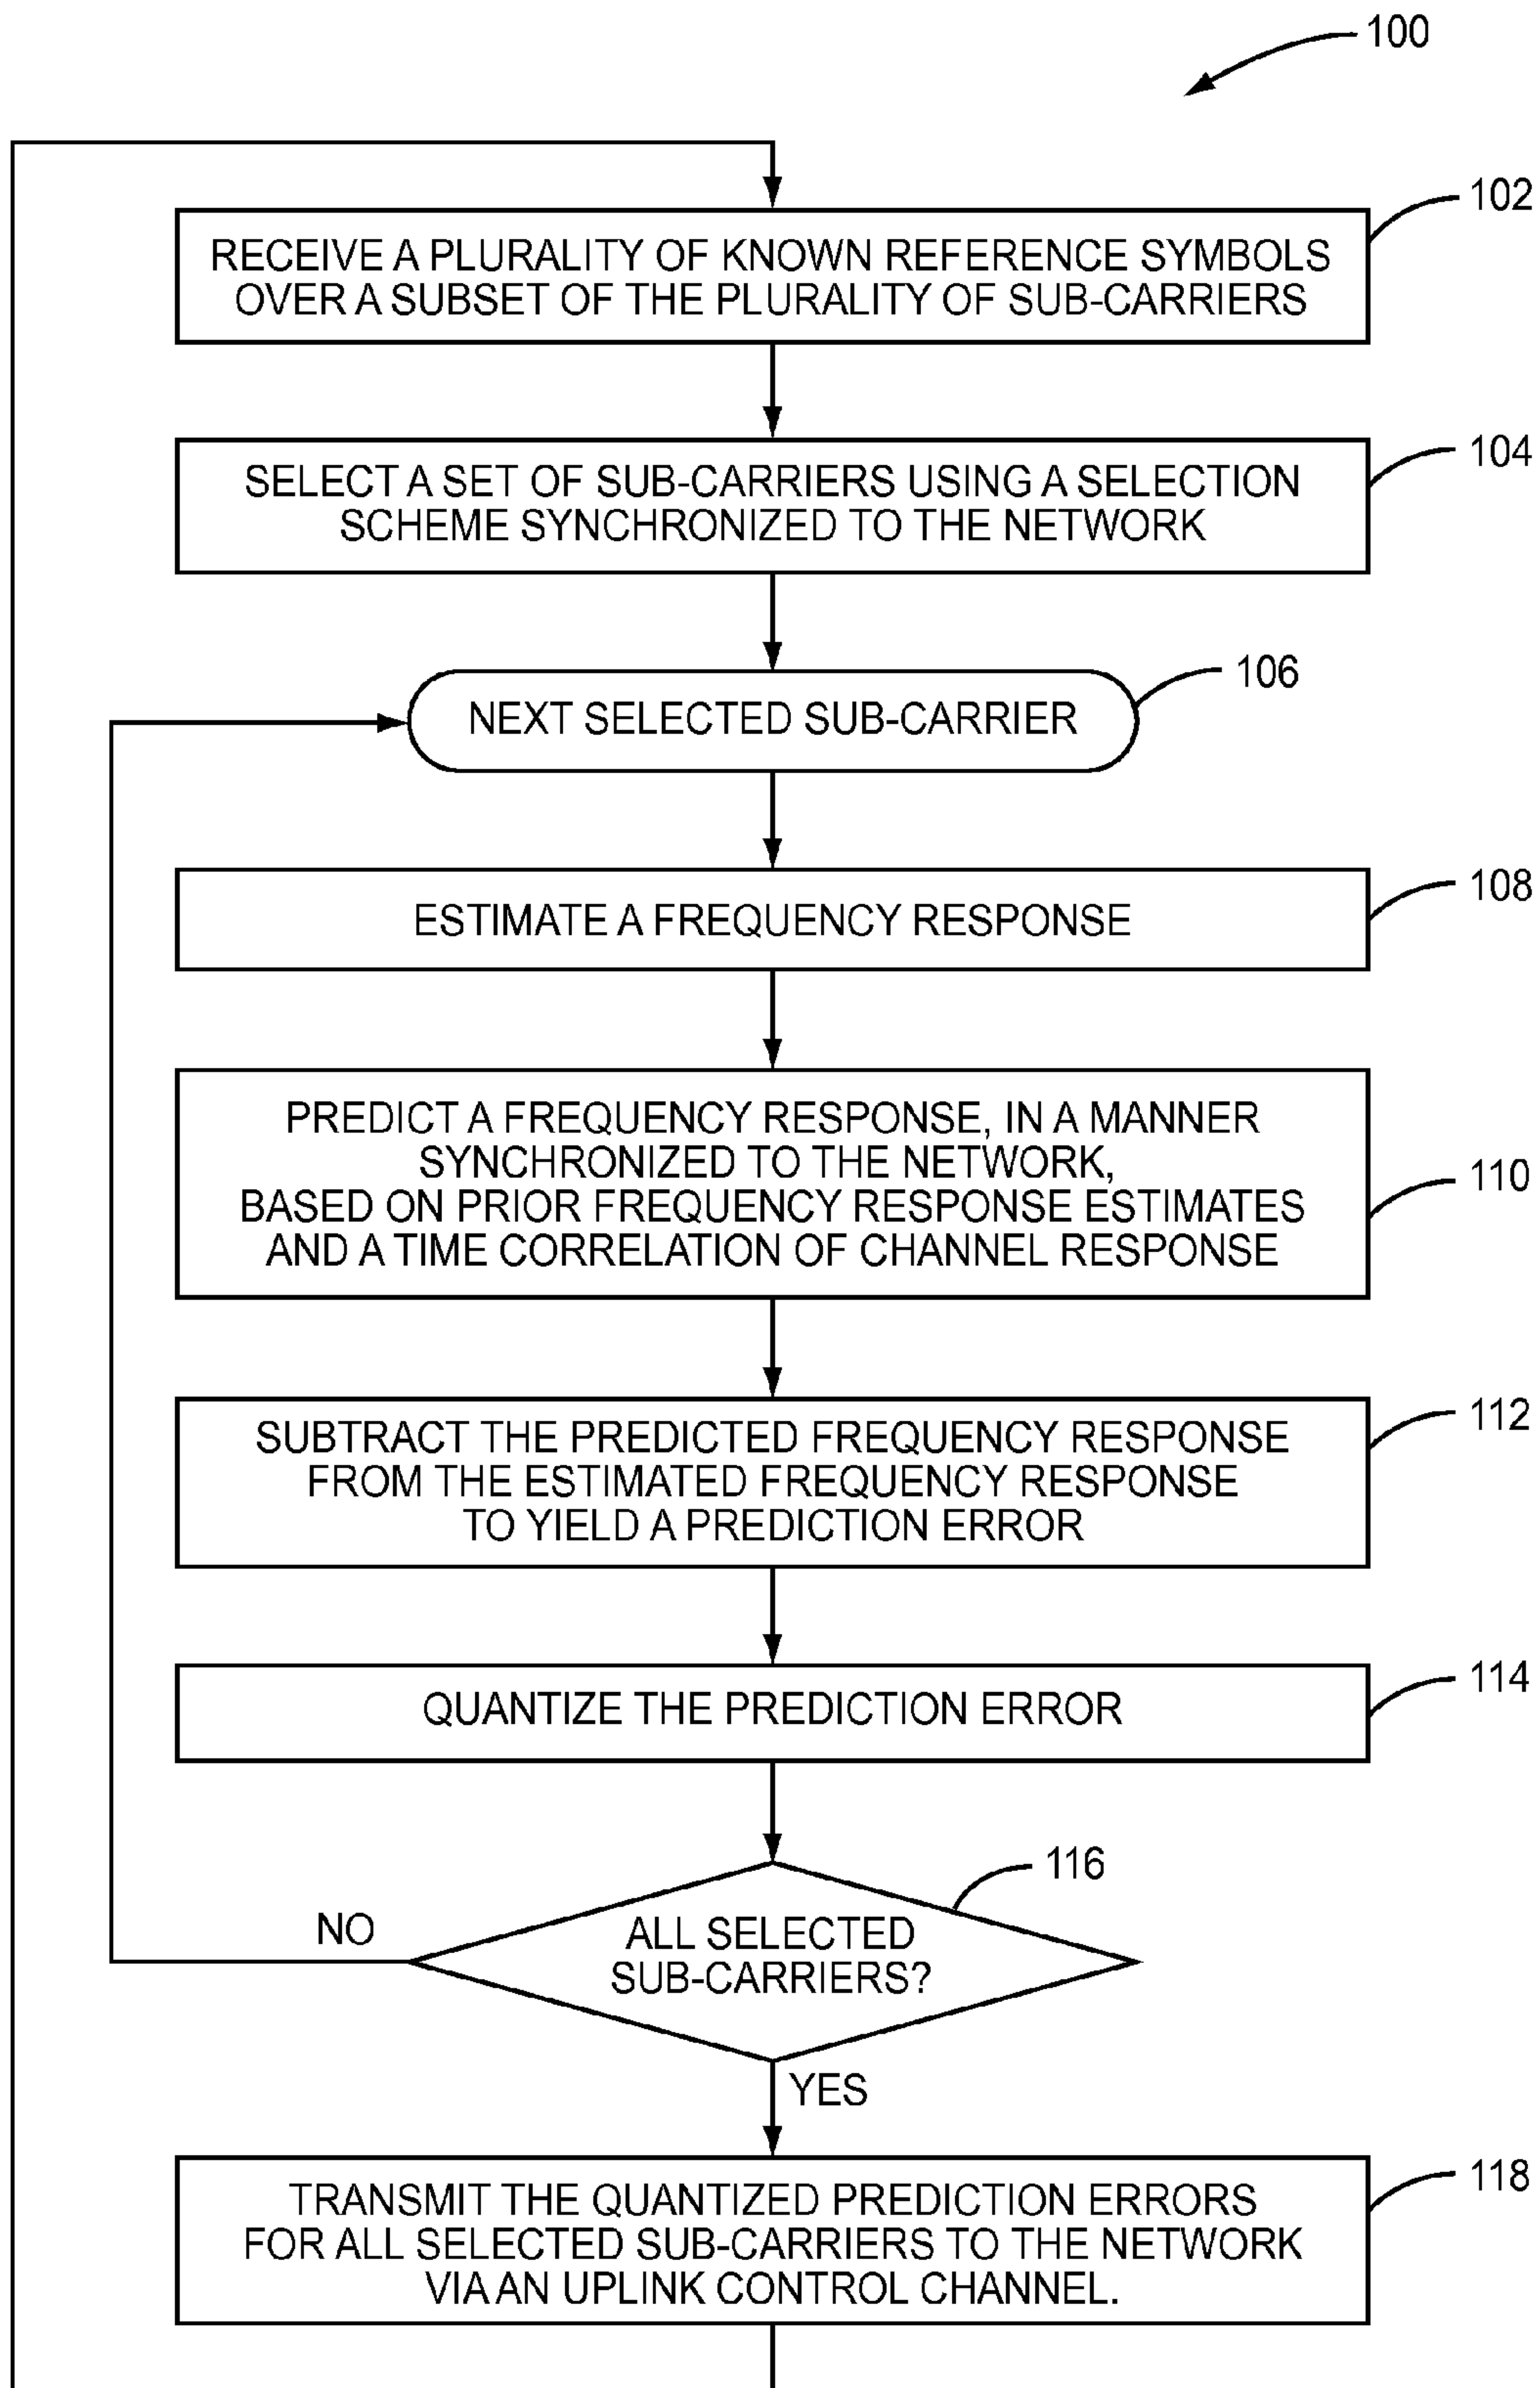 100
102
RECEIVE A PLURALITY OF KNOWN REFERENCE SYMBOLS
OVER A SUBSET OF THE PLURALITY OF SUB-CARRIERS
104
SELECT A SET OF SUB-CARRIERS USING A SELECTION
SCHEME SYNCHRONIZED TO THE NETWORK
106
NEXT SELECTED SUB-CARRIER
108
ESTIMATE A FREQUENCY RESPONSE
110
PREDICT A FREQUENCY RESPONSE, IN A MANNER
SYNCHRONIZED TO THE NETWORK,
BASED ON PRIOR FREQUENCY RESPONSE ESTIMATES
AND A TIME CORRELATION OF CHANNEL RESPONSE
112
SUBTRACT THE PREDICTED FREQUENCY RESPONSE
FROM THE ESTIMATED FREQUENCY RESPONSE
TO YIELD A PREDICTION ERROR
114
QUANTIZE THE PREDICTION ERROR
116
NO
ALL SELECTED
SUB-CARRIERS?
YES
118
TRANSMIT THE QUANTIZED PREDICTION ERRORS
FOR ALL SELECTED SUB-CARRIERS TO THE NETWORK
VIA AN UPLINK CONTROL CHANNEL.